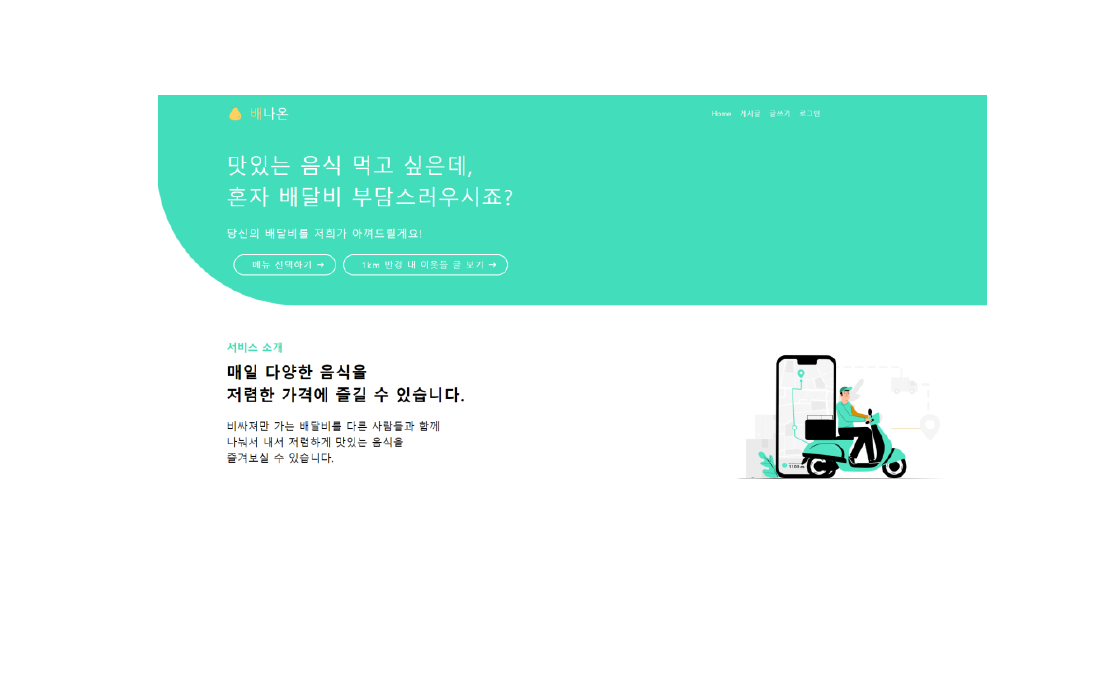 배나온
Home 게시글 글쓰기 로그인
맛있는 음식 먹고 싶은데,
혼자 배달비 부담스러우시죠?
당신의 배달비를 저희가 아껴드릴게요!
메뉴 선택하기 →
1km 반경 내 이웃들 글 보기 →
서비스 소개
매일 다양한 음식을
저렴한 가격에 즐길 수 있습니다.
비싸져만 가는 배달비를 다른 사람들과 함께
나눠서 내서 저렴하게 맛있는 음식을
즐겨보실 수 있습니다.